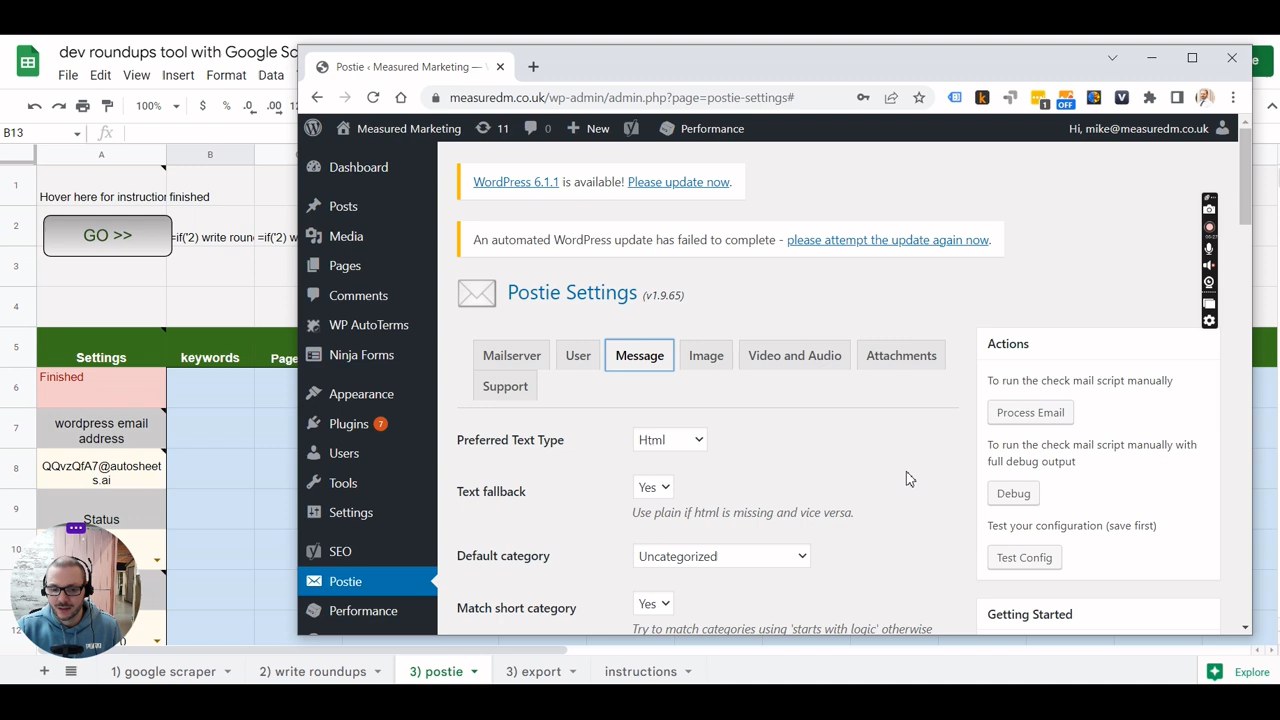 dev roundups tool with Google Sc
File Edit View Insert Format Data
100% $ % .0 .00 12
B13 fx
A B
1 Hover here for instruction finished
2 GO >> =if('2) write roun =if('2) w
3
4
5 Settings keywords Page
6 Finished
7 wordpress email
address
8 QQvzQfA7@autosheet
s.ai
9 Status
10
12
+ 1) google scraper 2) write roundups 3) postie 3) export instructions Explore
Postie ‹ Measured Marketing —
measuredm.co.uk/wp-admin/admin.php?page=postie-settings#
1 OFF
Measured Marketing 11 0 New Performance Hi, mike@measuredm.co.uk
Dashboard
Posts
Media
Pages
Comments
WP AutoTerms
Ninja Forms
Appearance
Plugins 7
Users
Tools
Settings
SEO
Postie
Performance
WordPress 6.1.1 is available! Please update now.
An automated WordPress update has failed to complete - please attempt the update again now.
Postie Settings (v1.9.65)
Mailserver User Message Image Video and Audio Attachments
Support
Preferred Text Type Html
Text fallback Yes
Use plain if html is missing and vice versa.
Default category Uncategorized
Match short category Yes
Try to match categories using 'starts with logic' otherwise
Actions
To run the check mail script manually
Process Email
To run the check mail script manually with
full debug output
Debug
Test your configuration (save first)
Test Config
Getting Started